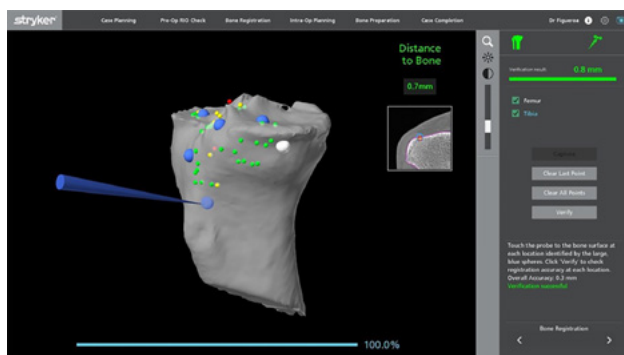 stryker
Case Planning
Pre-Op RIO Check
Bone Registration
Intra-Op Planning
Bone Preparation
Case Completion
Dr Figueroa
Distance
to Bone
0.7mm
100.0%
Verification result
0.8 mm
Femur
Tibia
Capture
Clear Last Point
Clear All Points
Verify
Touch the probe to the bone surface at
each location identified by the large,
blue spheres. Click 'Verify' to check
registration accuracy at each location.
Overall Accuracy: 0.3 mm
Verification successful
Bone Registration